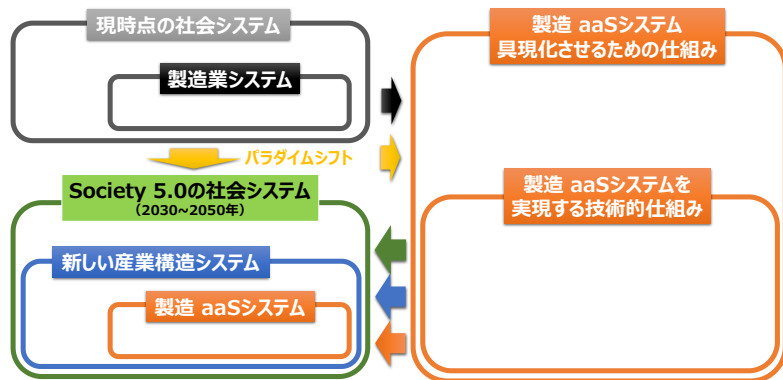 現時点の社会システム
製造業システム
パラダイムシフト
Society 5.0の社会システム
（2030~2050年）
新しい産業構造システム
製造 aaSシステム
製造 aaSシステム
具現化させるための仕組み
製造 aaSシステムを
実現する技術的仕組み